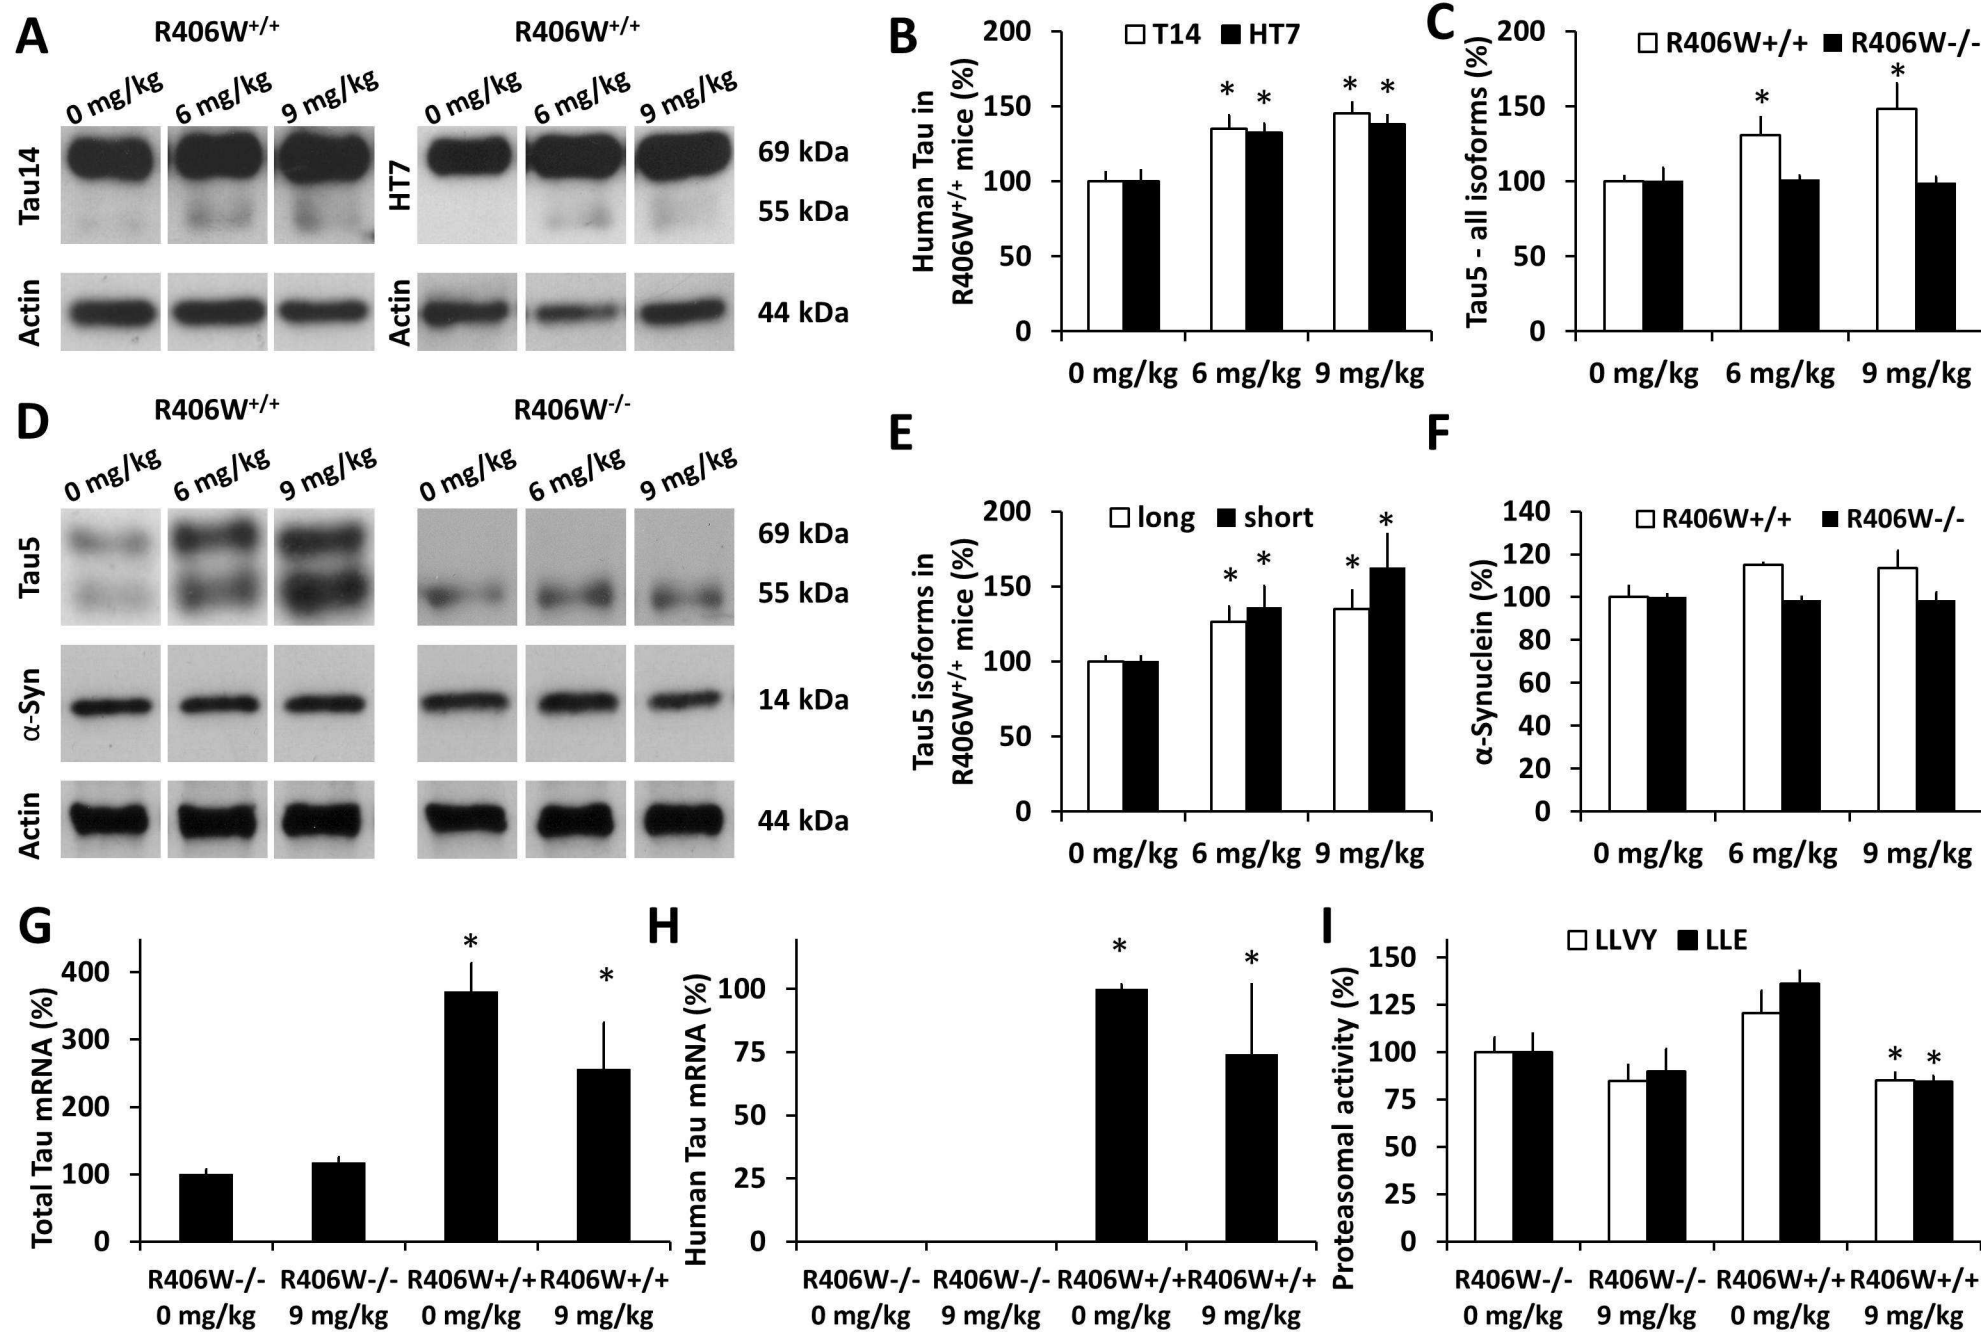 A
R406W+/+
R406W+/+
0 mg/kg
6 mg/kg
9 mg/kg
0 mg/kg
6 mg/kg
9 mg/kg
Tau14
HT7
69 kDa
55 kDa
Actin
Actin
44 kDa
B
T14 HT7
Human Tau in
R406W+/+ mice (%)
200
150
100
50
0
* * * *
0 mg/kg 6 mg/kg 9 mg/kg
C
R406W+/+ R406W-/-
Tau5 - all isoforms (%)
200
150
100
50
0
* *
0 mg/kg 6 mg/kg 9 mg/kg
D
R406W+/+
R406W-/-
0 mg/kg
6 mg/kg
9 mg/kg
0 mg/kg
6 mg/kg
9 mg/kg
Tau5
69 kDa
55 kDa
α-Syn
14 kDa
Actin
44 kDa
E
long short
Tau5 isoforms in
R406W+/+ mice (%)
200
150
100
50
0
* * * *
0 mg/kg 6 mg/kg 9 mg/kg
F
R406W+/+ R406W-/-
α-Synuclein (%)
140
120
100
80
60
40
20
0
0 mg/kg 6 mg/kg 9 mg/kg
G
Total Tau mRNA (%)
400
300
200
100
0
* *
R406W-/- R406W-/- R406W+/+ R406W+/+
0 mg/kg 9 mg/kg 0 mg/kg 9 mg/kg
H
Human Tau mRNA (%)
100
75
50
25
0
* *
R406W-/- R406W-/- R406W+/+ R406W+/+
0 mg/kg 9 mg/kg 0 mg/kg 9 mg/kg
I
LLVY LLE
Proteasomal activity (%)
150
125
100
75
50
25
0
* *
R406W-/- R406W-/- R406W+/+ R406W+/+
0 mg/kg 9 mg/kg 0 mg/kg 9 mg/kg